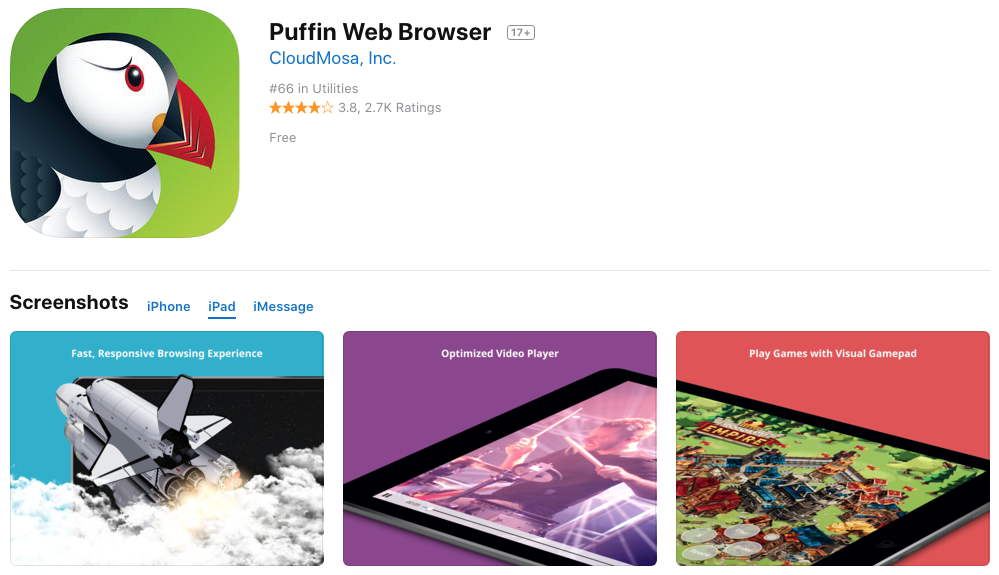 Puffin Web Browser 17+
CloudMosa, Inc.
#66 in Utilities
3.8, 2.7K Ratings
Free
Screenshots iPhone iPad iMessage
Fast, Responsive Browsing Experience
Optimized Video Player
Play Games with Visual Gamepad
EMPIRE